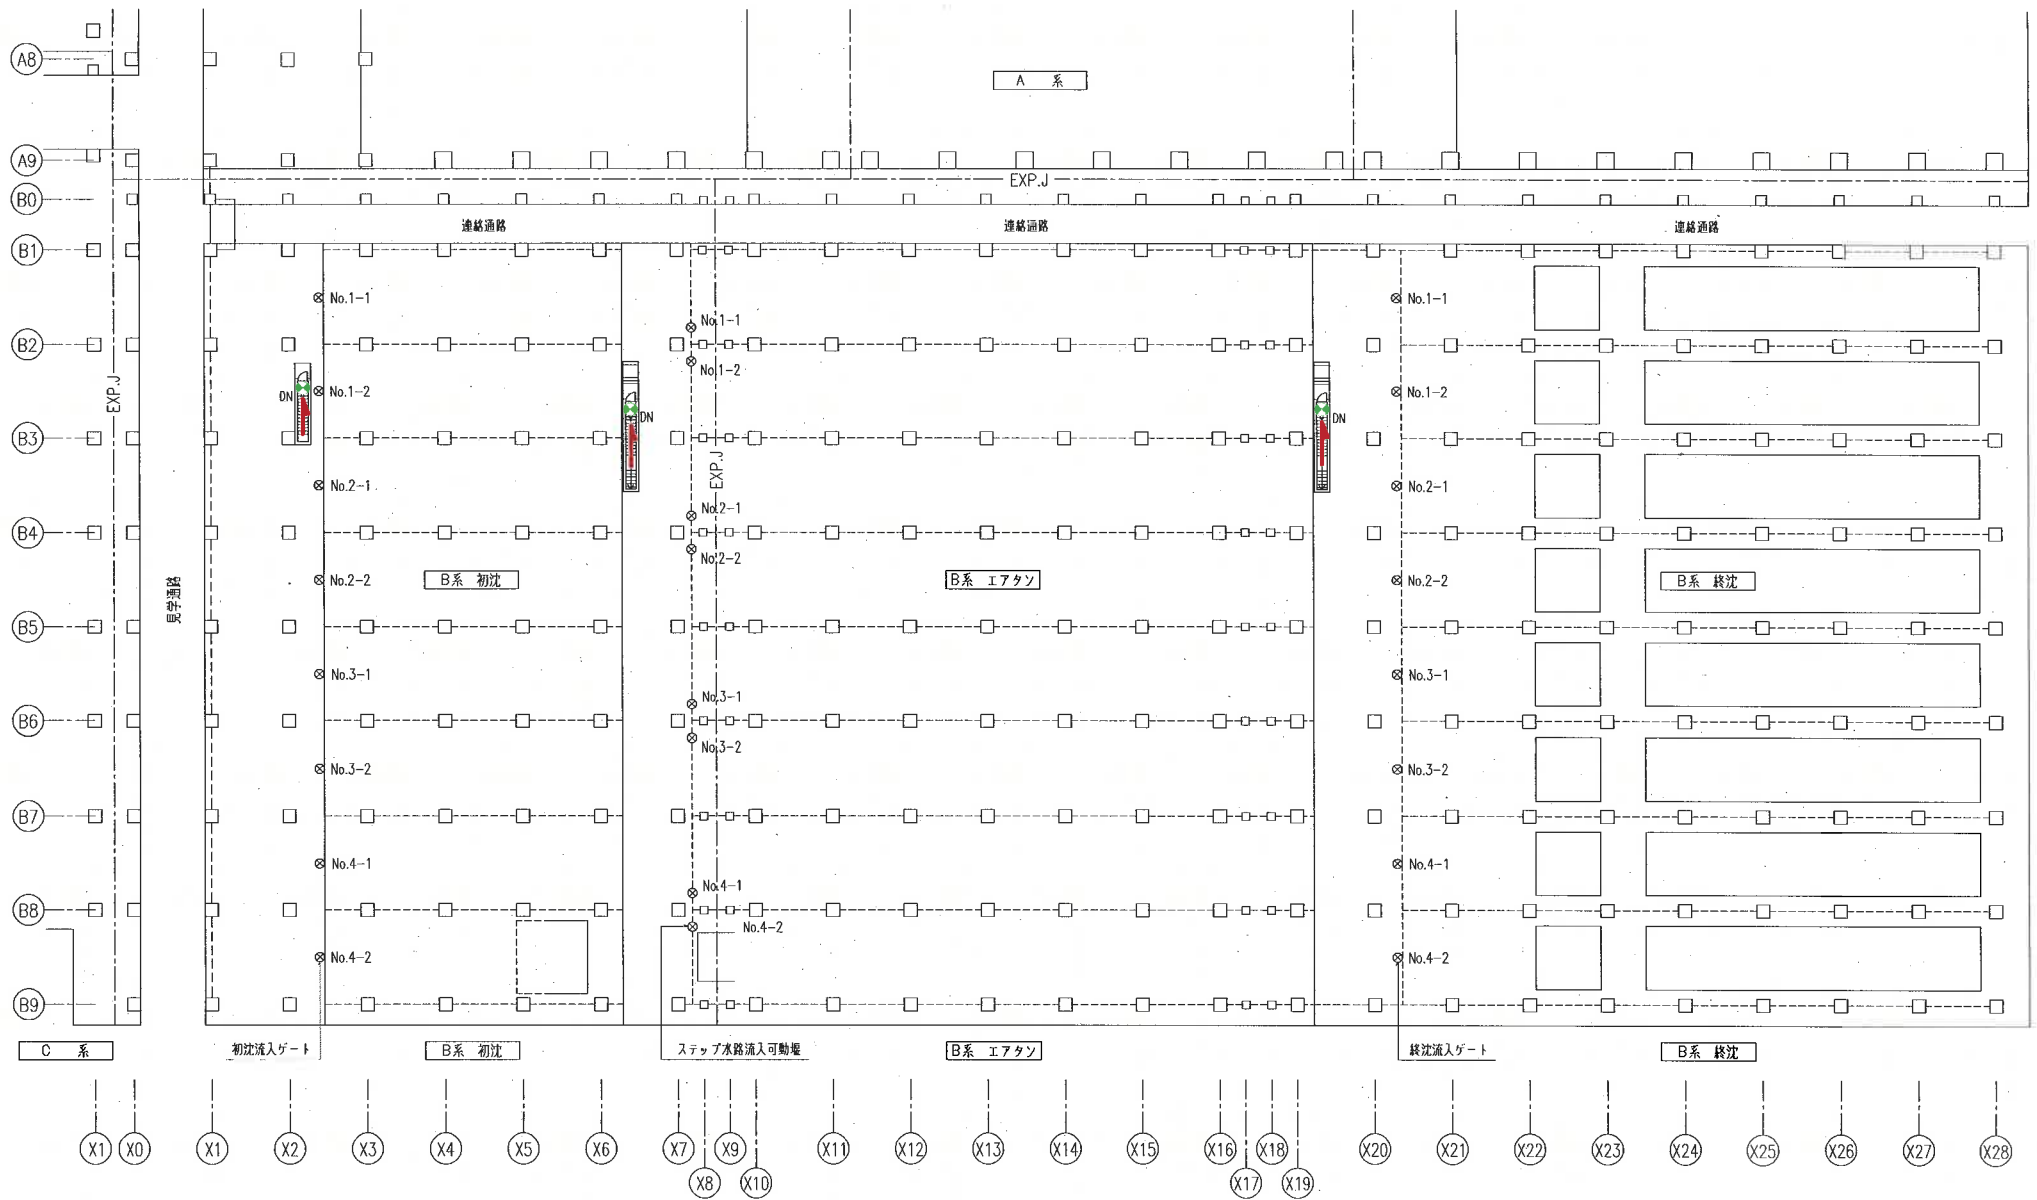 A8
A 系
A9
EXP.J
B0
連絡通路
連絡通路
連絡通路
B1
No.1-1
No.1-1
No.1-1
B2
No.1-2
EXP.J
DN
No.1-2
DN
DN
No.1-2
B3
EXP.J
No.2-1
No.2-1
No.2-1
B4
No.2-2
見学通路
No.2-2
B系 初沈
B系 エアタン
No.2-2
B系 終沈
B5
No.3-1
No.3-1
No.3-1
B6
No.3-2
No.3-2
No.3-2
B7
No.4-1
No.4-1
No.4-1
B8
No.4-2
No.4-2
No.4-2
B9
C 系
初沈流入ゲート
B系 初沈
ステップ水路流入可動堰
B系 エアタン
終沈流入ゲート
B系 終沈
X1 X0 X1 X2 X3 X4 X5 X6 X7 X9 X11 X12 X13 X14 X15 X16 X18 X20 X21 X22 X23 X24 X25 X26 X27 X28
X8 X10 X17 X19